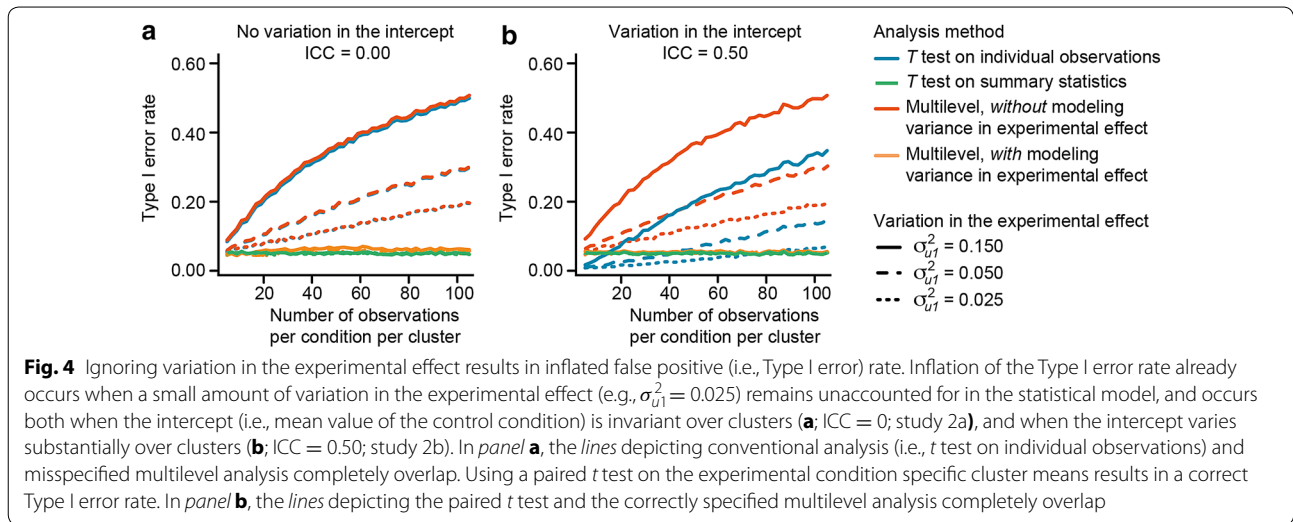 a
No variation in the intercept
ICC = 0.00
Type I error rate
0.60
0.40
0.20
0.00
20 40 60 80 100
Number of observations
per condition per cluster
b
Variation in the intercept
ICC = 0.50
Type I error rate
0.60
0.40
0.20
0.00
20 40 60 80 100
Number of observations
per condition per cluster
Analysis method
T test on individual observations
T test on summary statistics
Multilevel, without modeling
variance in experimental effect
Multilevel, with modeling
variance in experimental effect
Variation in the experimental effect
σ²u1 = 0.150
σ²u1 = 0.050
σ²u1 = 0.025
Fig. 4 Ignoring variation in the experimental effect results in inflated false positive (i.e., Type I error) rate. Inflation of the Type I error rate already
occurs when a small amount of variation in the experimental effect (e.g., σ²u1 = 0.025) remains unaccounted for in the statistical model, and occurs
both when the intercept (i.e., mean value of the control condition) is invariant over clusters (a; ICC = 0; study 2a), and when the intercept varies
substantially over clusters (b; ICC = 0.50; study 2b). In panel a, the lines depicting conventional analysis (i.e., t test on individual observations) and
misspecified multilevel analysis completely overlap. Using a paired t test on the experimental condition specific cluster means results in a correct
Type I error rate. In panel b, the lines depicting the paired t test and the correctly specified multilevel analysis completely overlap